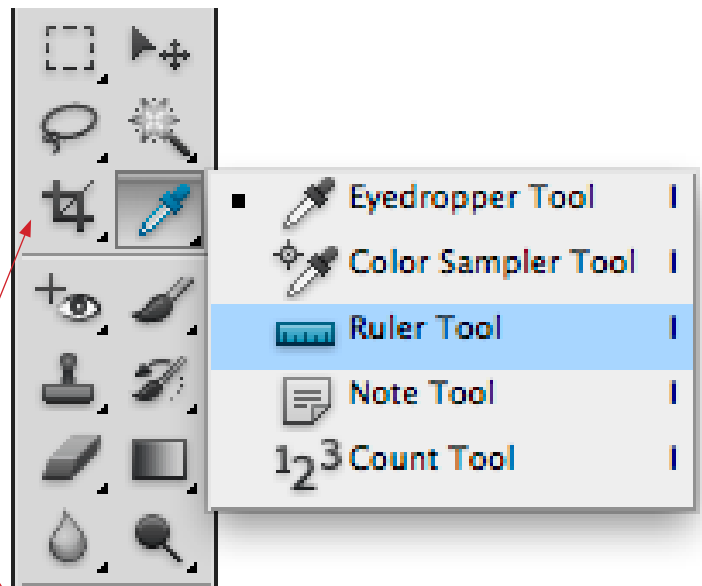 Eyedropper Tool I
Color Sampler Tool I
Ruler Tool I
Note Tool I
123 Count Tool I